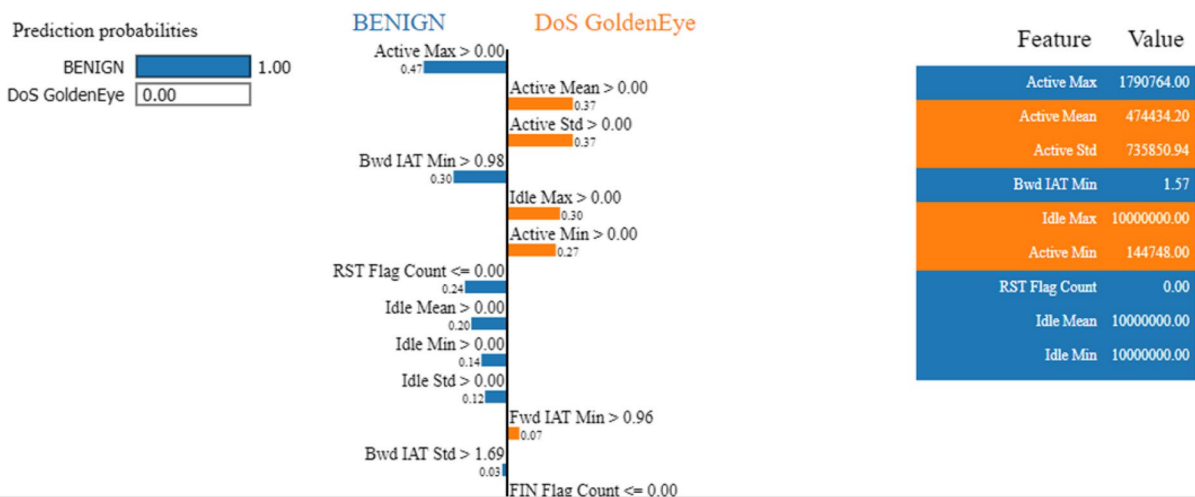 Prediction probabilities
BENIGN 1.00
DoS GoldenEye 0.00
BENIGN DoS GoldenEye
Active Max > 0.00
0.47
Active Mean > 0.00
0.37
Active Std > 0.00
0.37
Bwd IAT Min > 0.98
0.30
Idle Max > 0.00
0.30
Active Min > 0.00
0.27
RST Flag Count <= 0.00
0.24
Idle Mean > 0.00
0.20
Idle Min > 0.00
0.14
Idle Std > 0.00
0.12
Fwd IAT Min > 0.96
0.07
Bwd IAT Std > 1.69
0.03
FIN Flag Count <= 0.00
Feature Value
Active Max 1790764.00
Active Mean 474434.20
Active Std 735850.94
Bwd IAT Min 1.57
Idle Max 10000000.00
Active Min 144748.00
RST Flag Count 0.00
Idle Mean 10000000.00
Idle Min 10000000.00